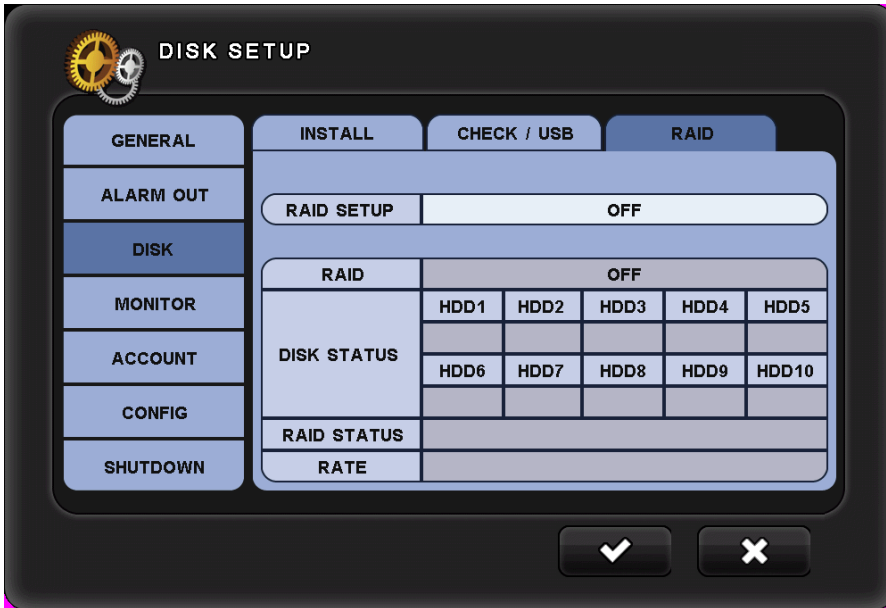 DISK SETUP
GENERAL
ALARM OUT
DISK
MONITOR
ACCOUNT
CONFIG
SHUTDOWN
INSTALL CHECK / USB RAID
RAID SETUP OFF
RAID OFF
DISK STATUS
HDD1 HDD2 HDD3 HDD4 HDD5
HDD6 HDD7 HDD8 HDD9 HDD10
RAID STATUS
RATE